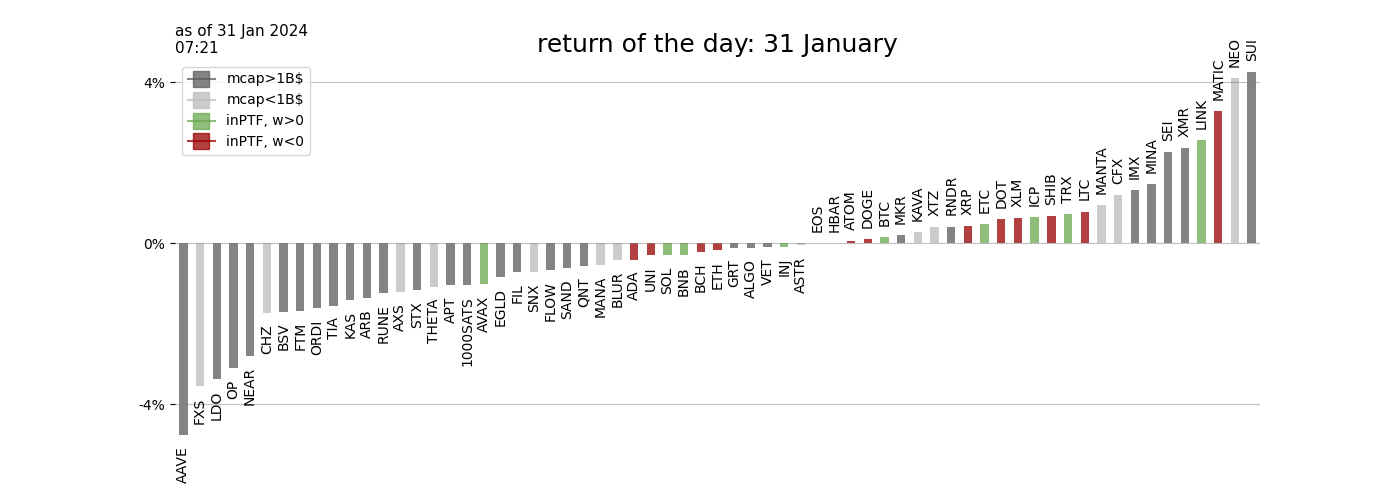 as of 31 Jan 2024
07:21
return of the day: 31 January
mcap>1B$
mcap<1B$
inPTF, w>0
inPTF, w<0
4%
0%
-4%
AAVE
FXS
LDO
OP
NEAR
CHZ
BSV
FTM
ORDI
TIA
KAS
ARB
RUNE
AXS
STX
THETA
APT
1000SATS
AVAX
EGLD
FIL
SNX
FLOW
SAND
QNT
MANA
BLUR
ADA
UNI
SOL
BNB
BCH
ETH
GRT
ALGO
VET
INJ
ASTR
EOS
HBAR
ATOM
DOGE
BTC
MKR
KAVA
XTZ
RNDR
XRP
ETC
DOT
XLM
ICP
SHIB
TRX
LTC
MANTA
CFX
IMX
MINA
SEI
XMR
LINK
MATIC
NEO
SUI